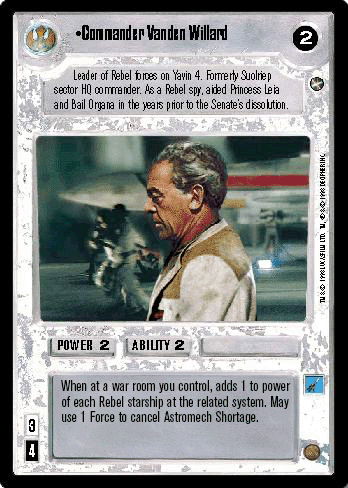 •Commander Vanden Willard
2
Leader of Rebel forces on Yavin 4. Formerly Suolriep
sector HQ commander. As a Rebel spy, aided Princess Leia
and Bail Organa in the years prior to the Senate's dissolution.
POWER 2 ABILITY 2
When at a war room you control, adds 1 to power
of each Rebel starship at the related system. May
use 1 Force to cancel Astromech Shortage.
3
4